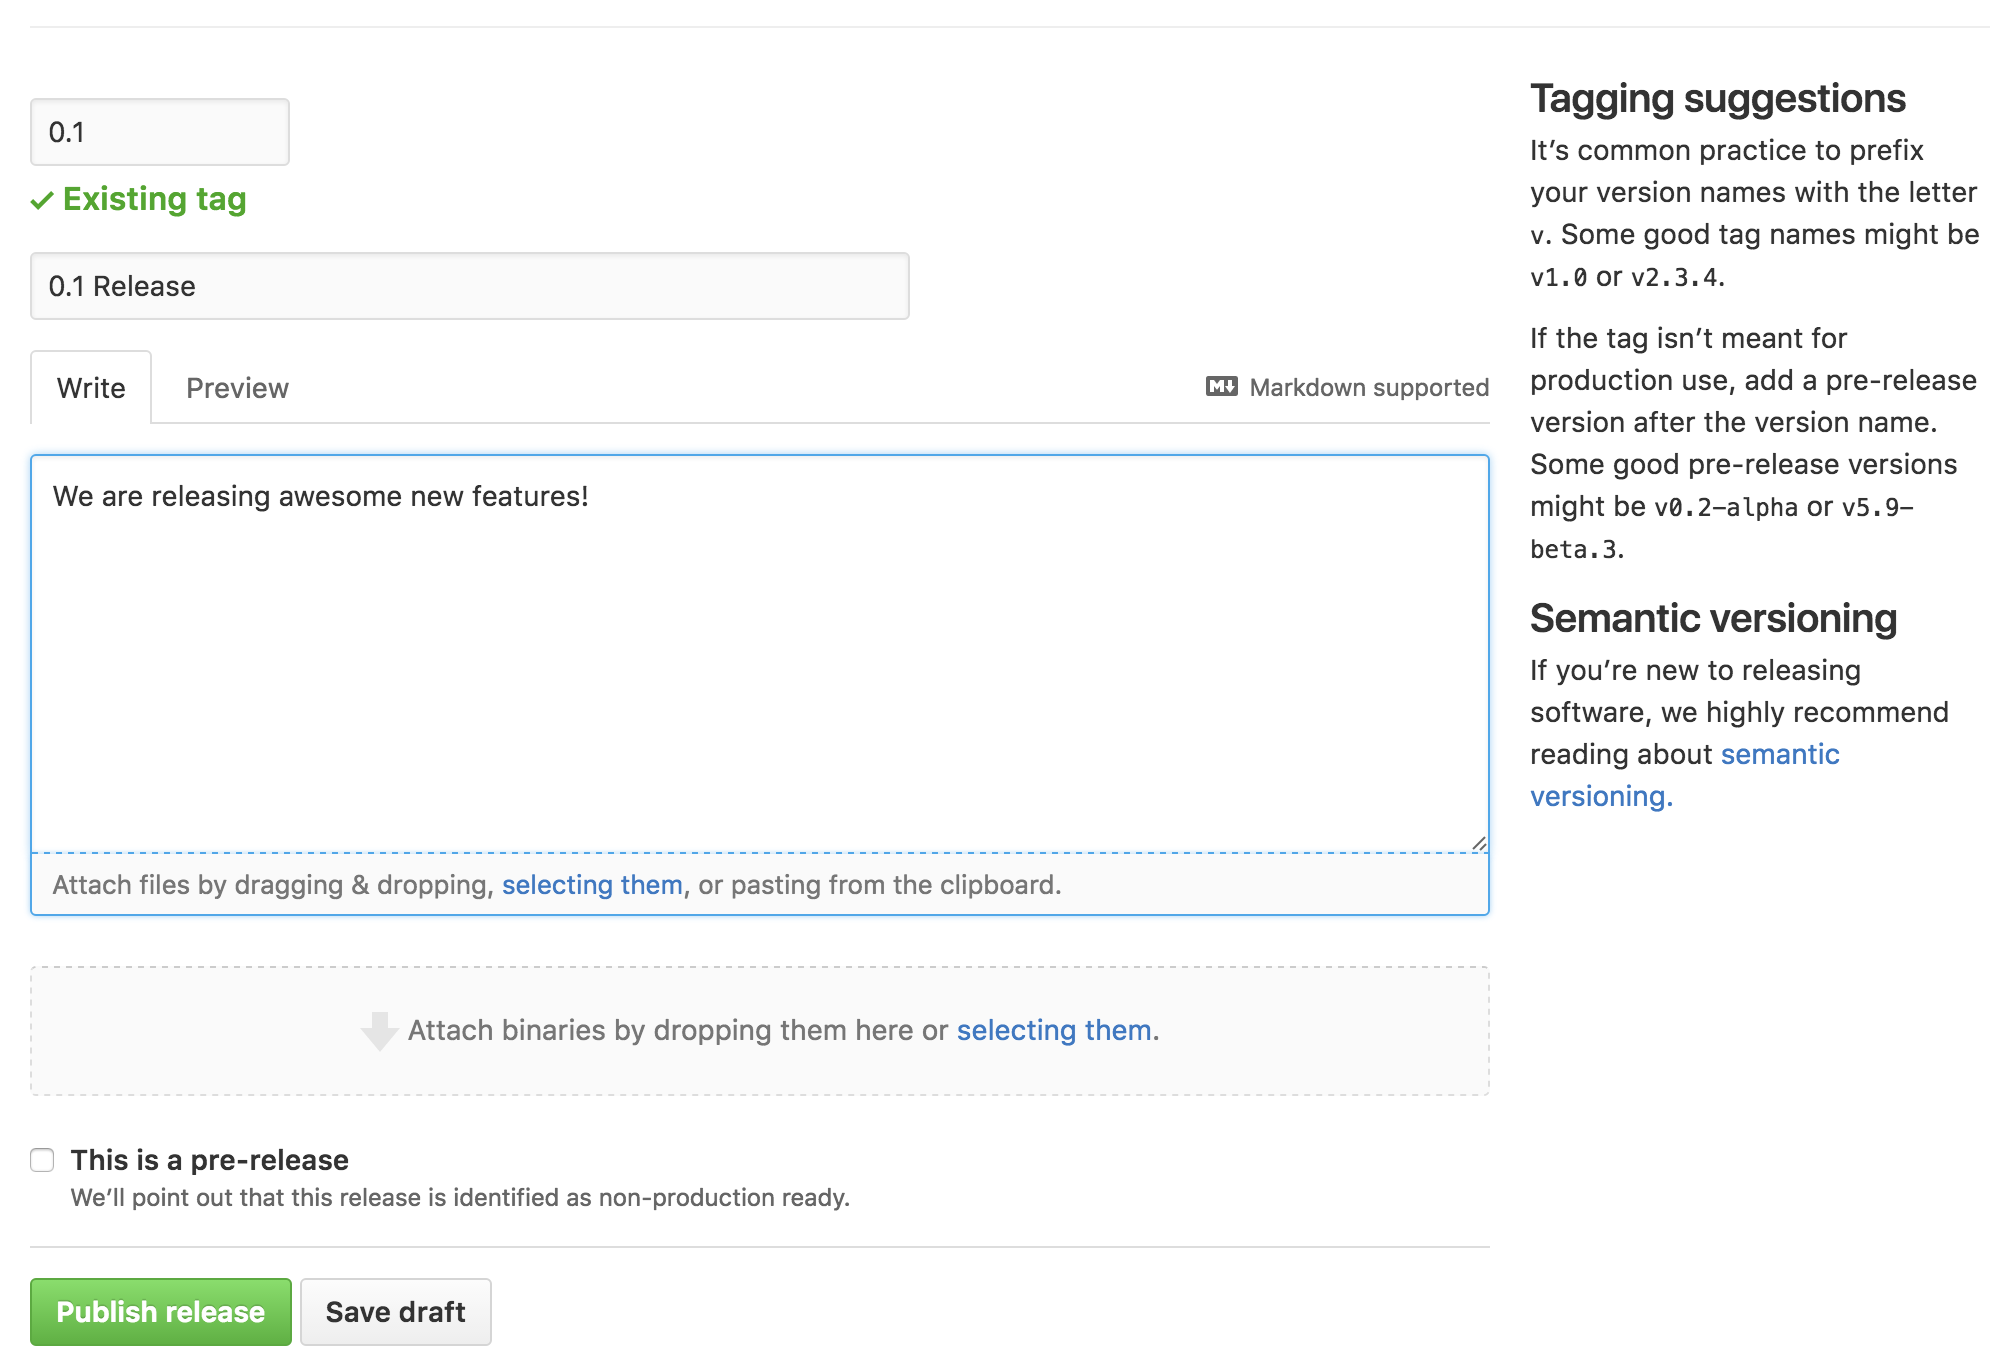 0.1
Existing tag
0.1 Release
Write
Preview
Markdown supported
We are releasing awesome new features!
Attach files by dragging & dropping, selecting them, or pasting from the clipboard.
Attach binaries by dropping them here or selecting them.
This is a pre-release
We’ll point out that this release is identified as non-production ready.
Publish release
Save draft
Tagging suggestions
It’s common practice to prefix
your version names with the letter
v. Some good tag names might be
v1.0 or v2.3.4.
If the tag isn’t meant for
production use, add a pre-release
version after the version name.
Some good pre-release versions
might be v0.2-alpha or v5.9-
beta.3.
Semantic versioning
If you’re new to releasing
software, we highly recommend
reading about semantic
versioning.